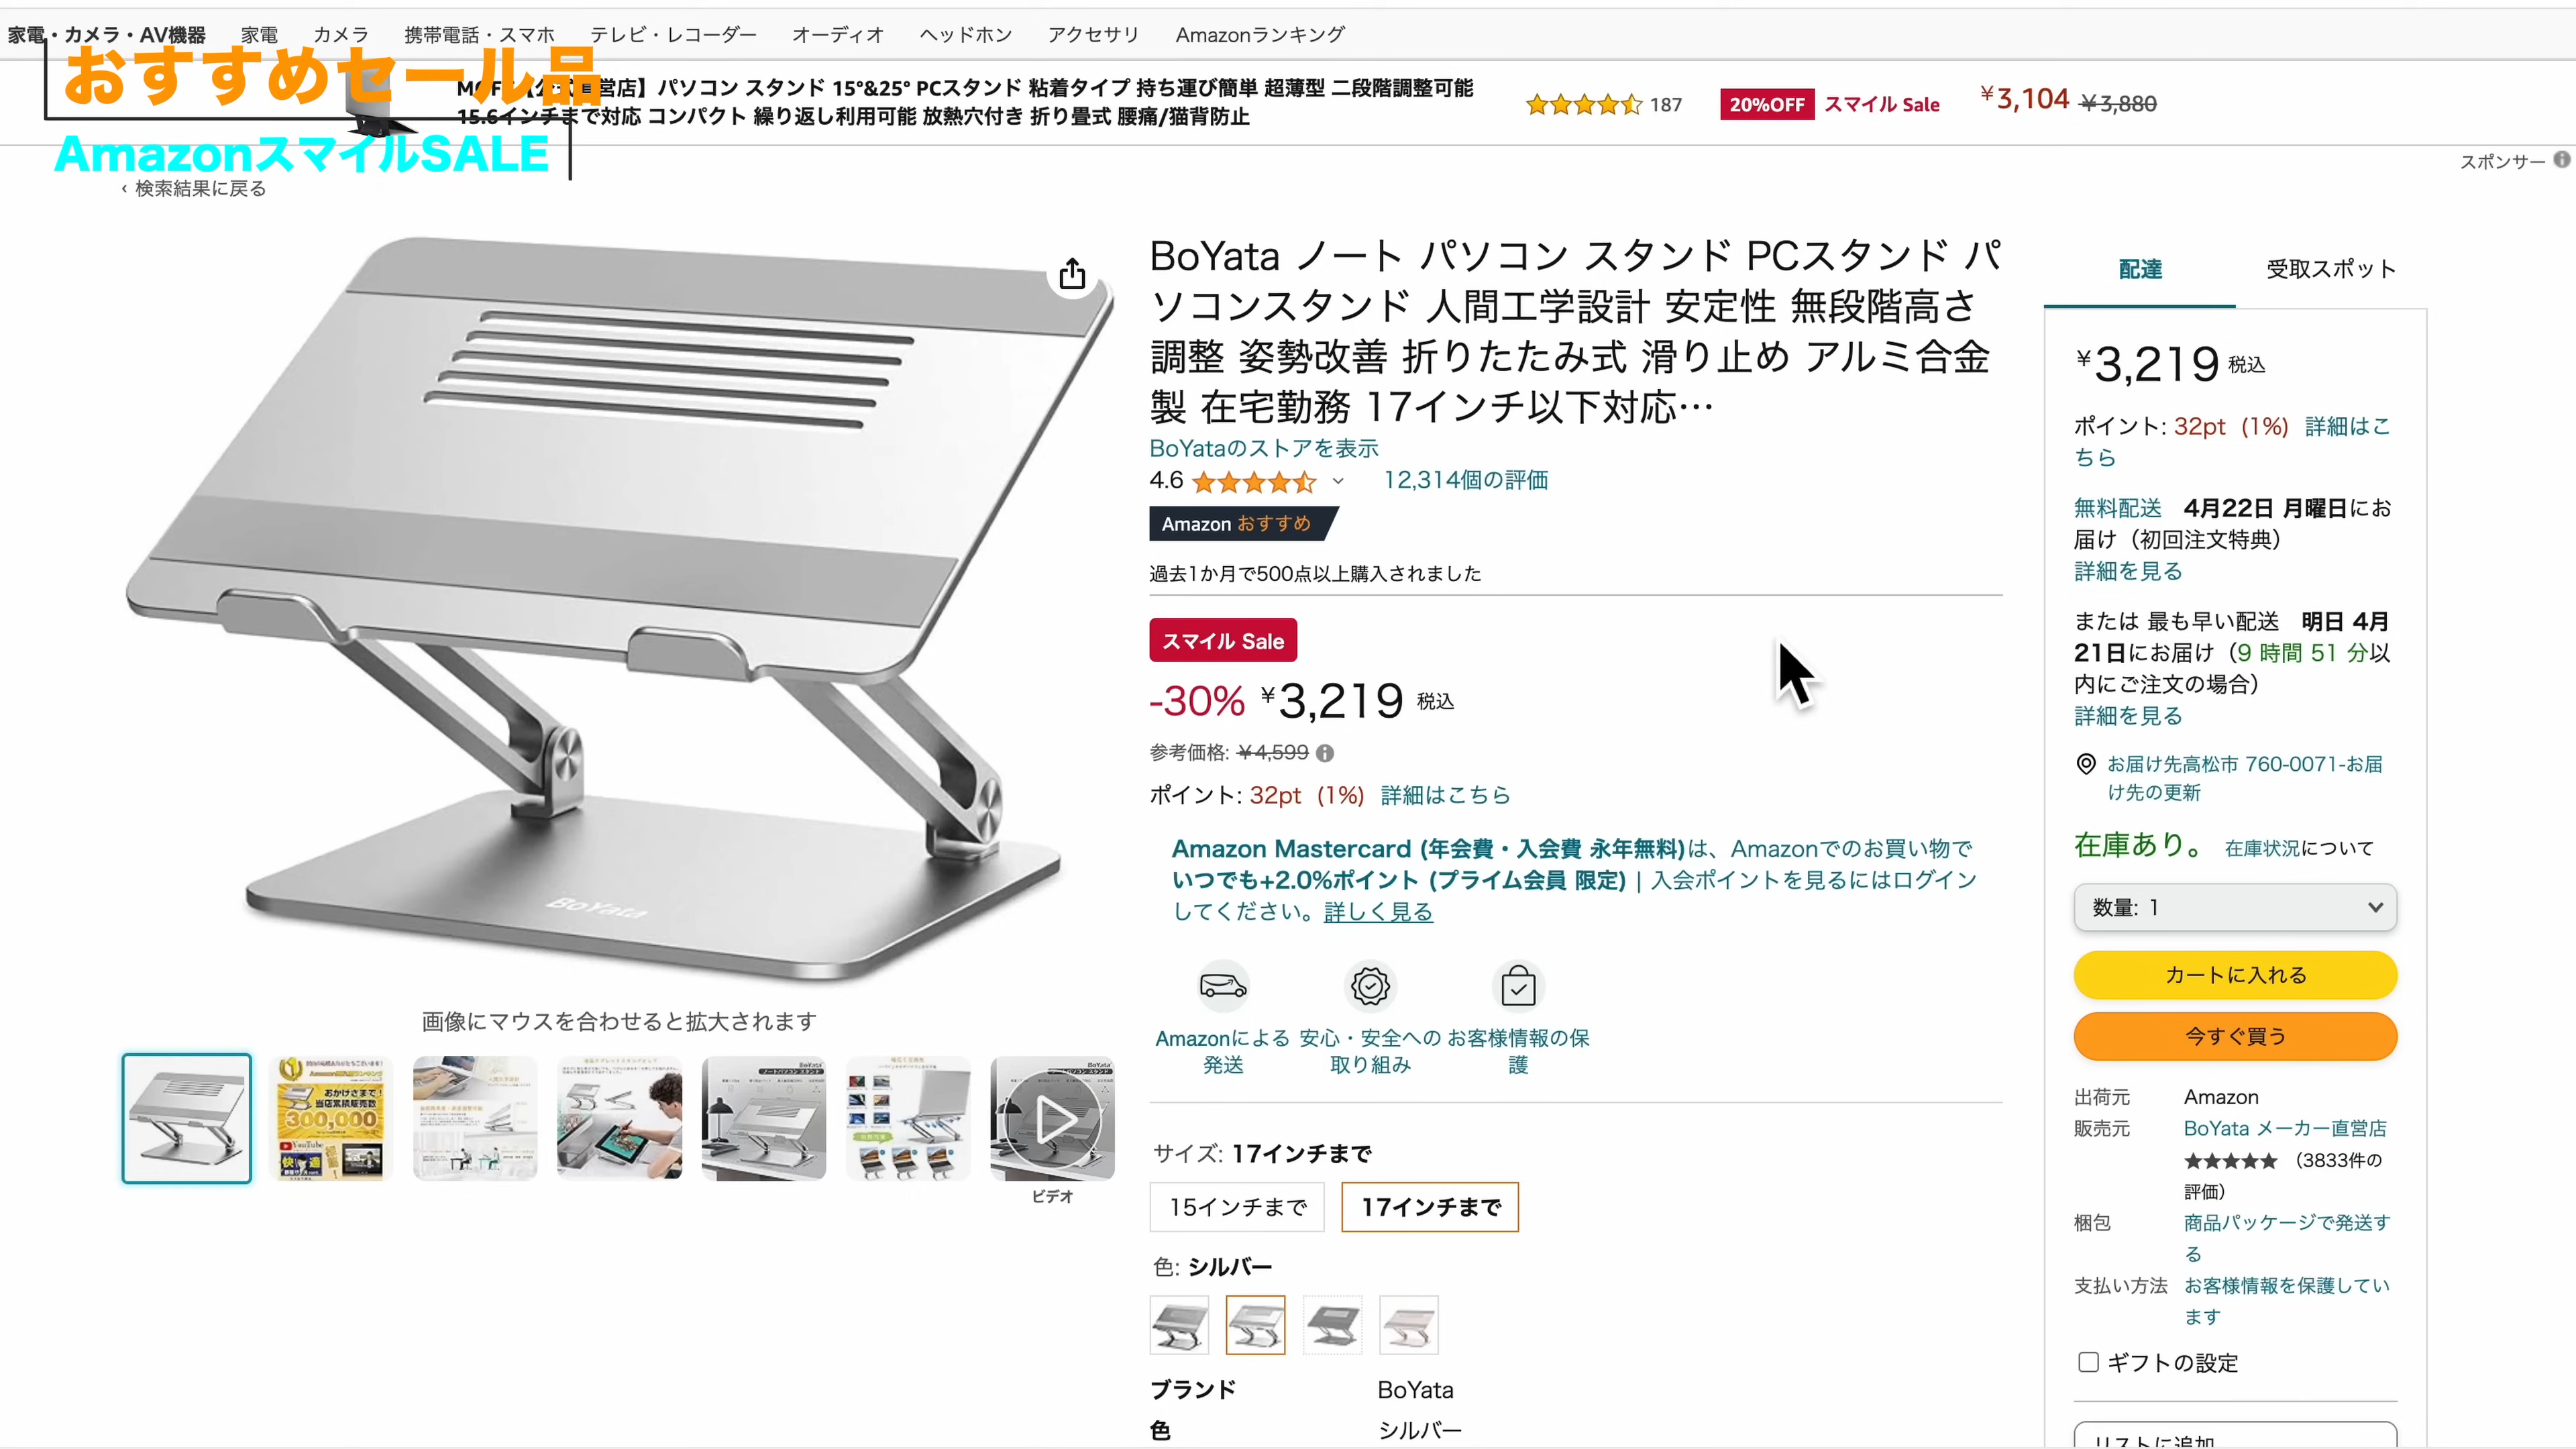 家電・カメラ・AV機器 家電 カメラ 携帯電話・スマホ テレビ・レコーダー オーディオ ヘッドホン アクセサリ Amazonランキング
おすすめセール品
AmazonスマイルSALE
営店】パソコン スタンド 15°&25° PCスタンド 粘着タイプ 持ち運び簡単 超薄型 二段階調整可能
15.6インチまで対応 コンパクト 繰り返し利用可能 放熱穴付き 折り畳式 腰痛/猫背防止
187
20%OFF スマイル Sale
¥3,104 ¥3,880
スポンサー
‹ 検索結果に戻る
BoYata
画像にマウスを合わせると拡大されます
おかげさまで!
当店累積販売数
300,000
YouTube
ビデオ
BoYata ノート パソコン スタンド PCスタンド パ
ソコンスタンド 人間工学設計 安定性 無段階高さ
調整 姿勢改善 折りたたみ式 滑り止め アルミ合金
製 在宅勤務 17インチ以下対応…
BoYataのストアを表示
4.6 12,314個の評価
Amazon おすすめ
過去1か月で500点以上購入されました
スマイル Sale
-30% ¥3,219 税込
参考価格: ¥4,599
ポイント: 32pt (1%) 詳細はこちら
Amazon Mastercard (年会費・入会費 永年無料)は、Amazonでのお買い物で
いつでも+2.0%ポイント (プライム会員 限定) | 入会ポイントを見るにはログイン
してください。詳しく見る
Amazonによる
発送
安心・安全への
取り組み
お客様情報の保
護
サイズ: 17インチまで
15インチまで 17インチまで
色: シルバー
ブランド BoYata
色 シルバー
配達 受取スポット
¥3,219 税込
ポイント: 32pt (1%) 詳細はこ
ちら
無料配送 4月22日 月曜日にお
届け（初回注文特典）
詳細を見る
または 最も早い配送 明日 4月
21日にお届け（9 時間 51 分以
内にご注文の場合）
詳細を見る
お届け先高松市 760-0071-お届
け先の更新
在庫あり。 在庫状況について
数量: 1
カートに入れる
今すぐ買う
出荷元 Amazon
販売元 BoYata メーカー直営店
★★★★★ （3833件の
評価）
梱包 商品パッケージで発送す
る
支払い方法 お客様情報を保護してい
ます
ギフトの設定
リストに追加